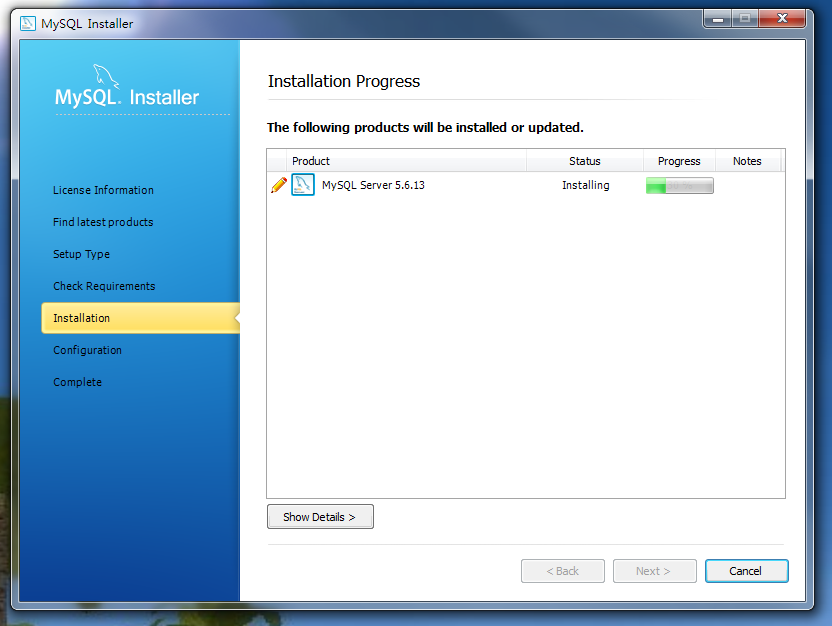 MySQL Installer
MySQL. Installer
License Information
Find latest products
Setup Type
Check Requirements
Installation
Configuration
Complete
Installation Progress
The following products will be installed or updated.
Product Status Progress Notes
MySQL Server 5.6.13 Installing
Show Details >
< Back Next > Cancel